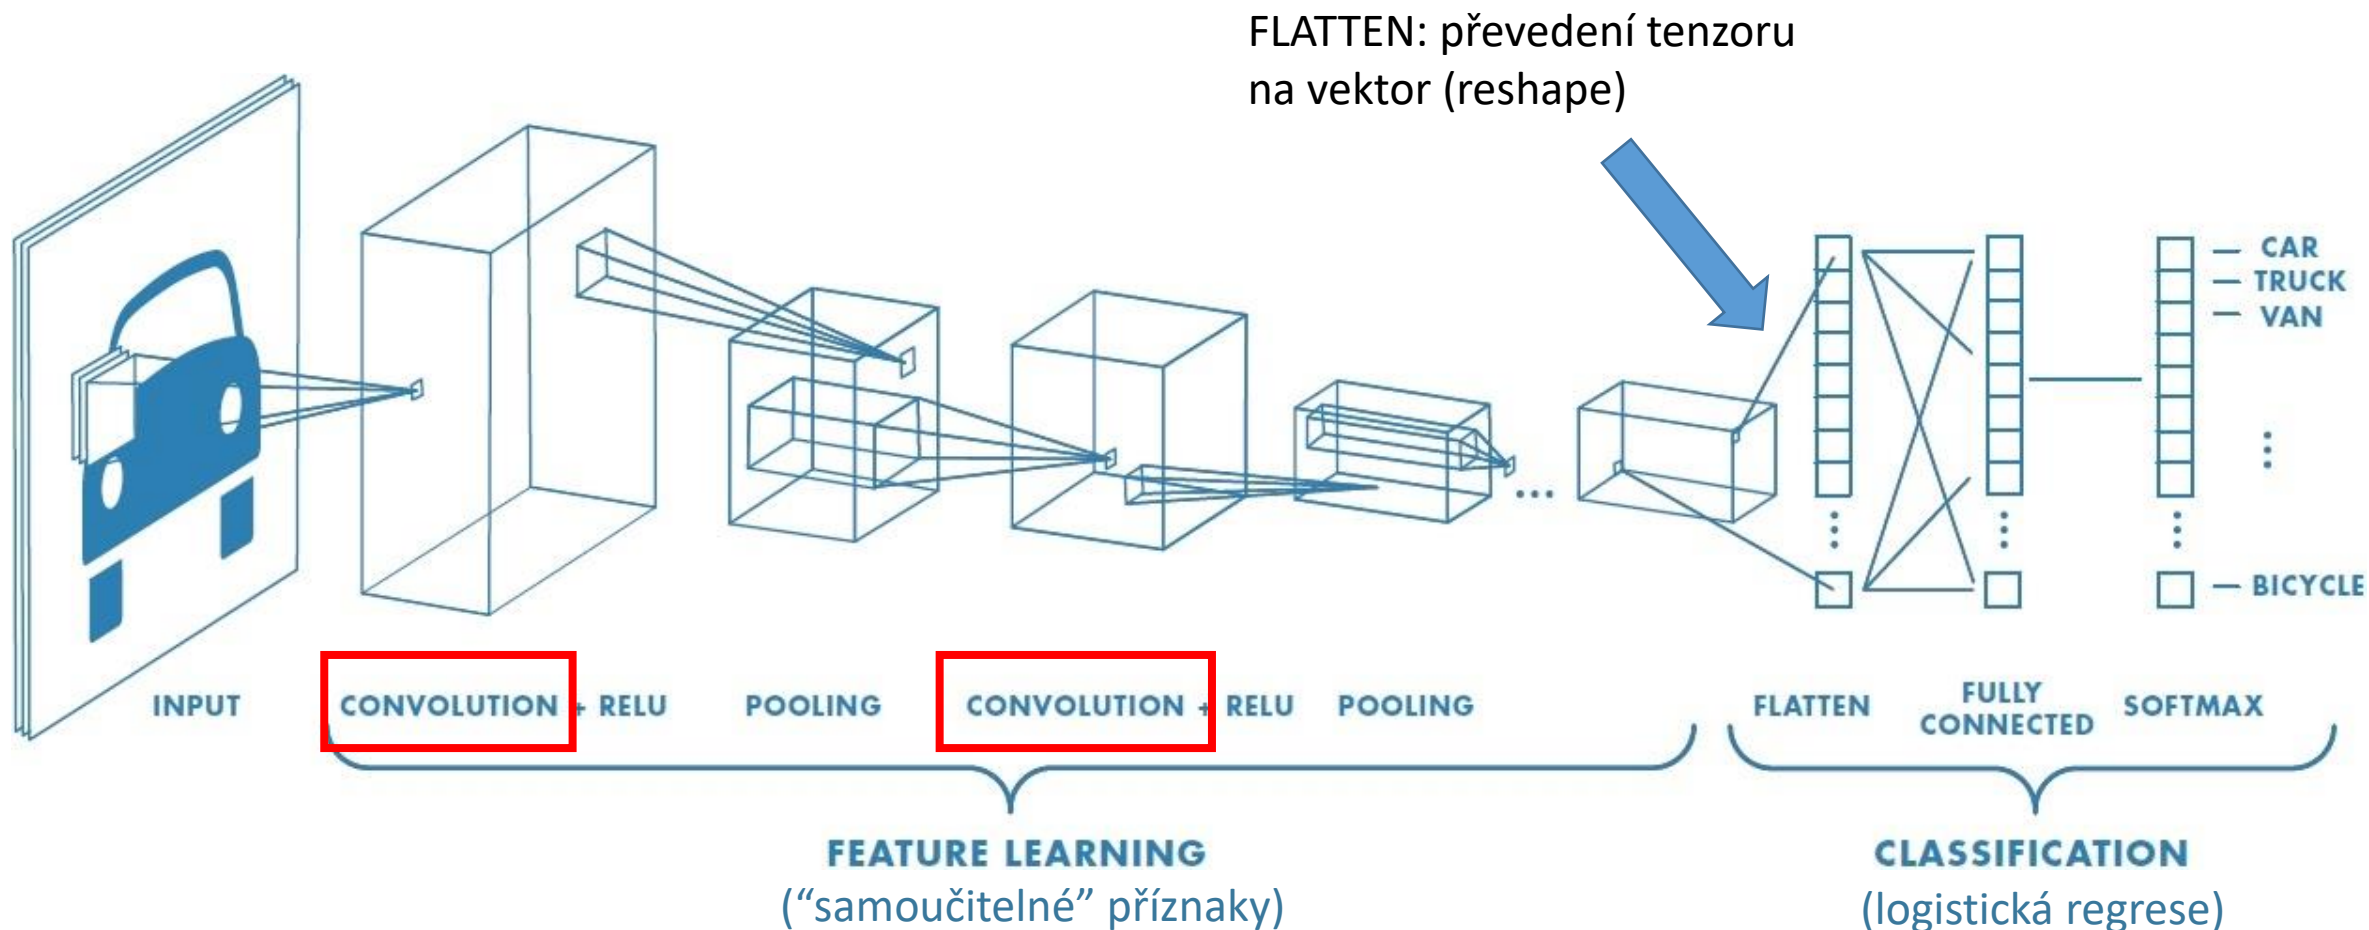 FLATTEN: převedení tenzoru
na vektor (reshape)
CAR
TRUCK
VAN
BICYCLE
INPUT
CONVOLUTION + RELU
POOLING
CONVOLUTION + RELU
POOLING
FLATTEN
FULLY
CONNECTED
SOFTMAX
FEATURE LEARNING
(“samoučitelné” příznaky)
CLASSIFICATION
(logistická regrese)